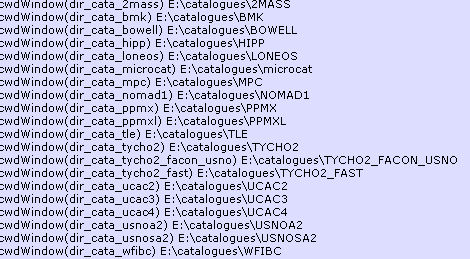 cwdWindow(dir_cata_2mass) E:\catalogues\2MASS
cwdWindow(dir_cata_bmk) E:\catalogues\BMK
cwdWindow(dir_cata_bowell) E:\catalogues\BOWELL
cwdWindow(dir_cata_hipp) E:\catalogues\HIPP
cwdWindow(dir_cata_loneos) E:\catalogues\LONEOS
cwdWindow(dir_cata_microcat) E:\catalogues\microcat
cwdWindow(dir_cata_mpc) E:\catalogues\MPC
cwdWindow(dir_cata_nomad1) E:\catalogues\NOMAD1
cwdWindow(dir_cata_ppmx) E:\catalogues\PPMX
cwdWindow(dir_cata_ppmxl) E:\catalogues\PPMXL
cwdWindow(dir_cata_tle) E:\catalogues\TLE
cwdWindow(dir_cata_tycho2) E:\catalogues\TYCHO2
cwdWindow(dir_cata_tycho2_facon_usno) E:\catalogues\TYCHO2_FACON_USNO
cwdWindow(dir_cata_tycho2_fast) E:\catalogues\TYCHO2_FAST
cwdWindow(dir_cata_ucac2) E:\catalogues\UCAC2
cwdWindow(dir_cata_ucac3) E:\catalogues\UCAC3
cwdWindow(dir_cata_ucac4) E:\catalogues\UCAC4
cwdWindow(dir_cata_usnoa2) E:\catalogues\USNOA2
cwdWindow(dir_cata_usnosa2) E:\catalogues\USNOSA2
cwdWindow(dir_cata_wfibc) E:\catalogues\WFIBC